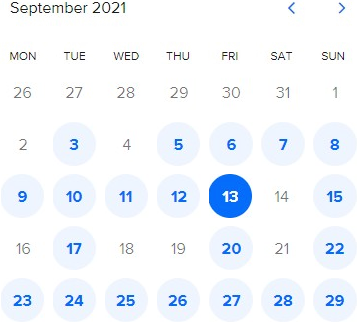 September 2021
MON TUE WED THU FRI SAT SUN
26 27 28 29 30 31 1
2 3 4 5 6 7 8
9 10 11 12 13 14 15
16 17 18 19 20 21 22
23 24 25 26 27 28 29